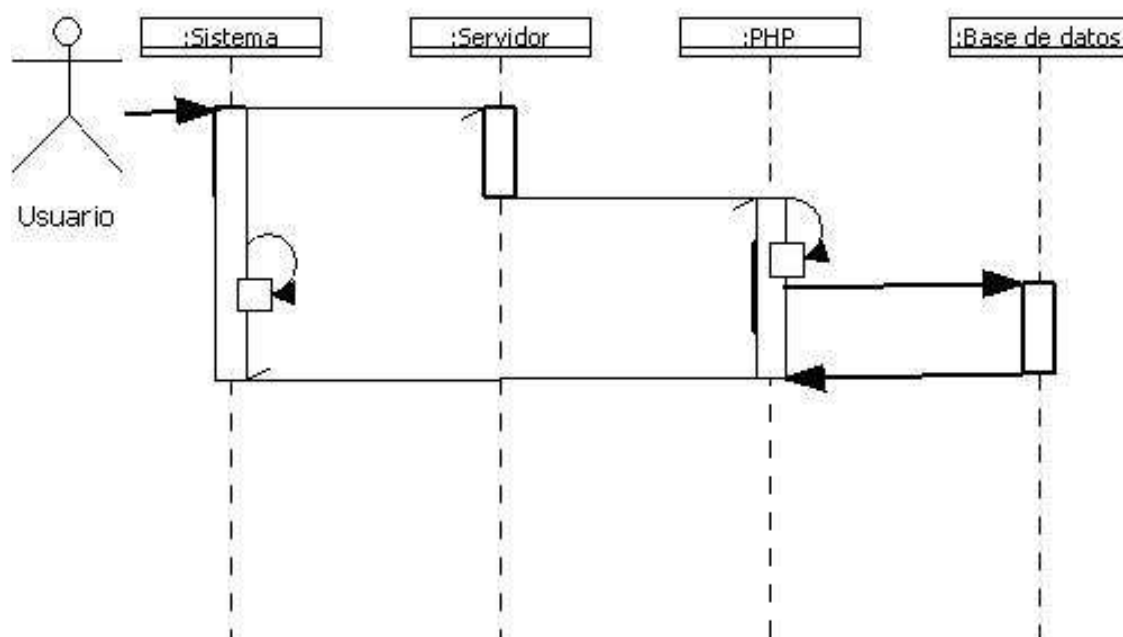 :Sistema
:Servidor
:PHP
:Base de datos
Usuario